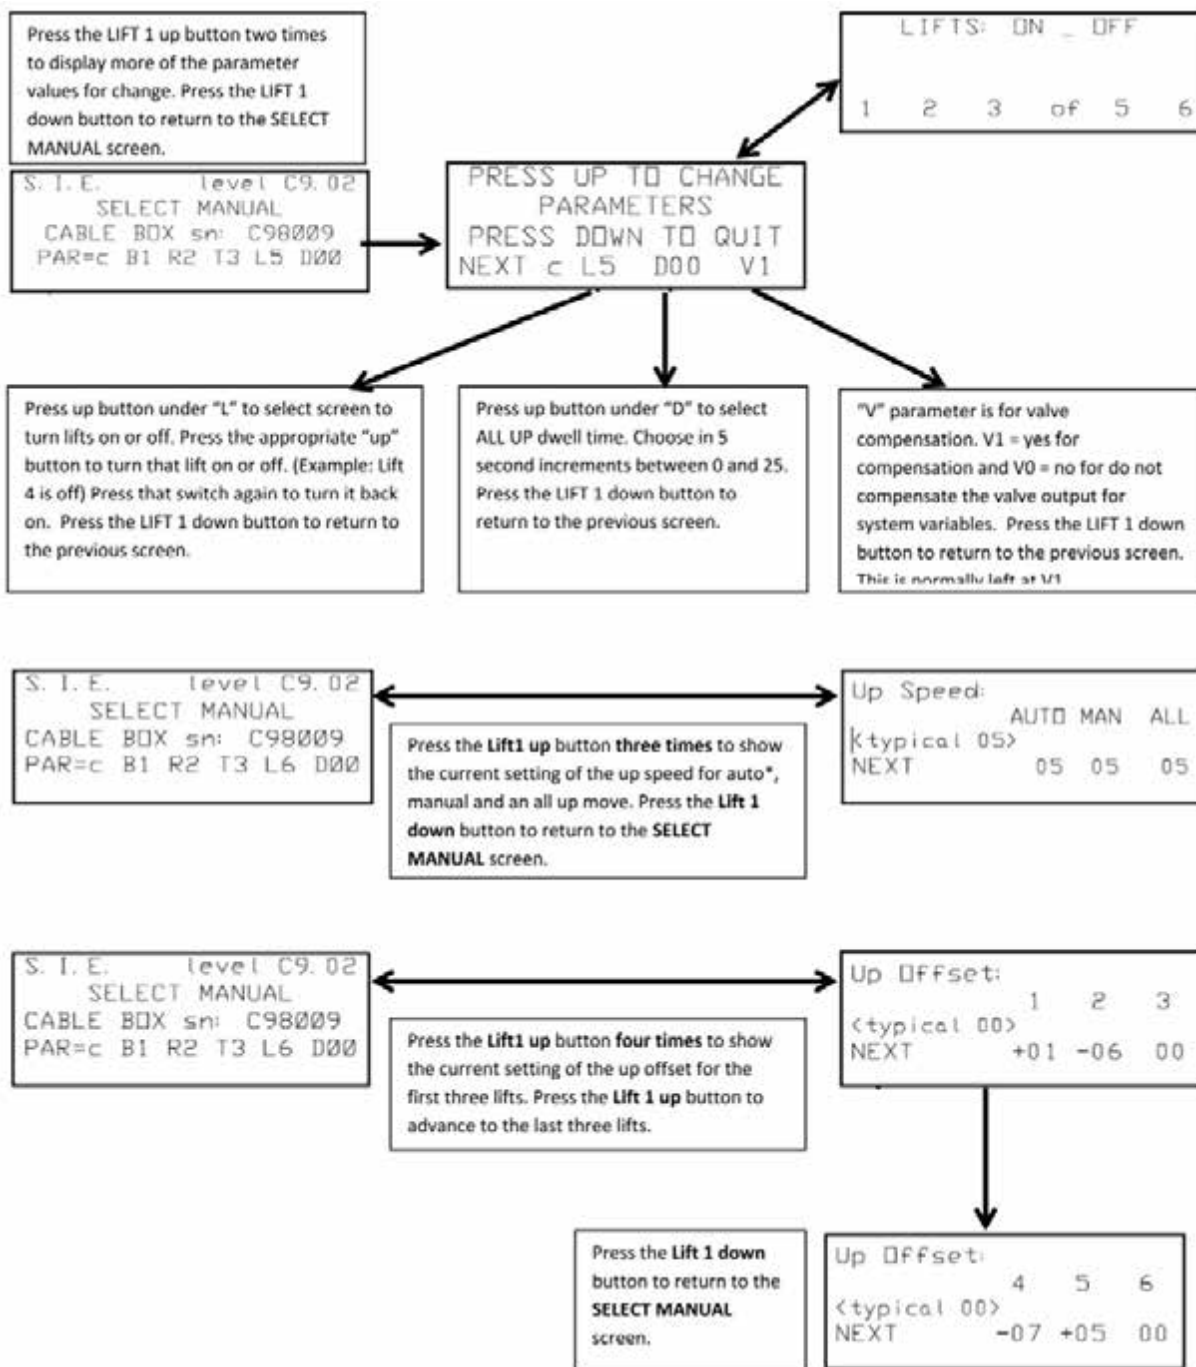 Press the LIFT 1 up button two times
to display more of the parameter
values for change. Press the LIFT 1
down button to return to the SELECT
MANUAL screen.
LIFTS: ON _ OFF
1 2 3 of 5 6
S. I. E. level C9.02
SELECT MANUAL
CABLE BOX sn: C98009
PAR=c B1 R2 T3 L5 D00
PRESS UP TO CHANGE
PARAMETERS
PRESS DOWN TO QUIT
NEXT c L5 D00 V1
Press up button under "L" to select screen to
turn lifts on or off. Press the appropriate "up"
button to turn that lift on or off. (Example: Lift
4 is off) Press that switch again to turn it back
on. Press the LIFT 1 down button to return to
the previous screen.
Press up button under "D" to select
ALL UP dwell time. Choose in 5
second increments between 0 and 25.
Press the LIFT 1 down button to
return to the previous screen.
"V" parameter is for valve
compensation. V1 = yes for
compensation and V0 = no for do not
compensate the valve output for
system variables. Press the LIFT 1 down
button to return to the previous screen.
This is normally left at V1
S. I. E. level C9.02
SELECT MANUAL
CABLE BOX sn: C98009
PAR=c B1 R2 T3 L6 D00
Press the Lift1 up button three times to show
the current setting of the up speed for auto*,
manual and an all up move. Press the Lift 1
down button to return to the SELECT
MANUAL screen.
Up Speed:
AUTO MAN ALL
<typical 05>
NEXT 05 05 05
S. I. E. level C9.02
SELECT MANUAL
CABLE BOX sn: C98009
PAR=c B1 R2 T3 L6 D00
Press the Lift1 up button four times to show
the current setting of the up offset for the
first three lifts. Press the Lift 1 up button to
advance to the last three lifts.
Up Offset:
1 2 3
<typical 00>
NEXT +01 -06 00
Press the Lift 1 down
button to return to the
SELECT MANUAL
screen.
Up Offset:
4 5 6
<typical 00>
NEXT -07 +05 00